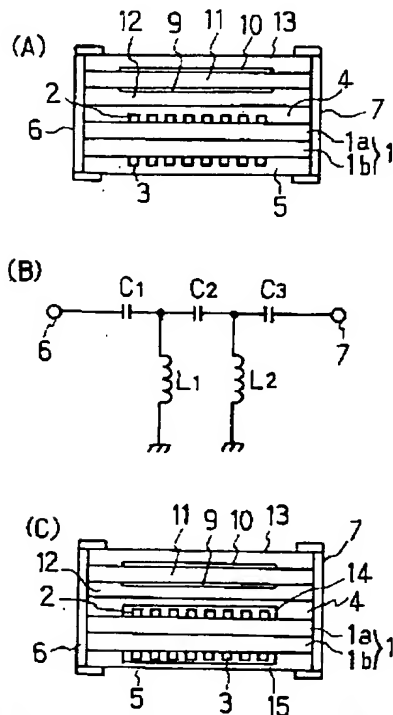 (A)
12 9 11 10 13
2 4
6 7
1a
1b } 1
3 5
(B)
C1 C2 C3
6 L1 L2 7
(C)
11 9 10 13 7
12 14
2 4
6 1a
1b } 1
5 3 15